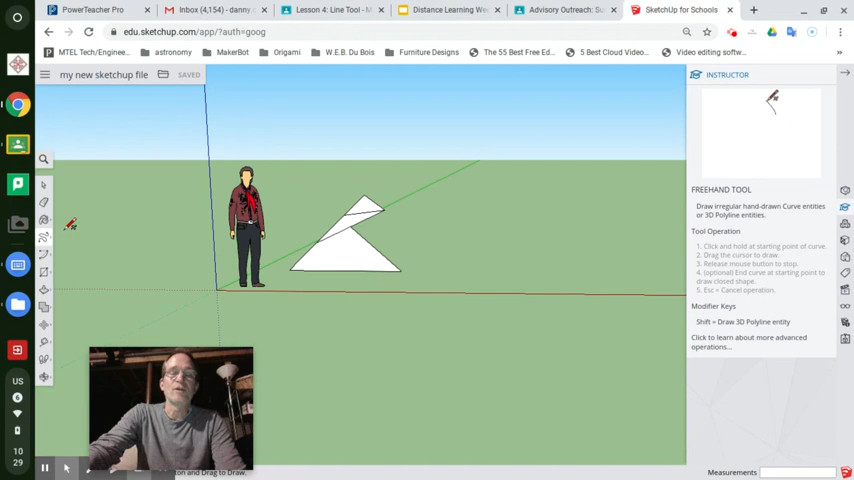 PowerTeacher Pro
Inbox (4,154) - danny
Lesson 4: Line Tool - M
Distance Learning We
Advisory Outreach: Su
SketchUp for Schools
edu.sketchup.com/app/?auth=goog
MTEL Tech/Engine...
astronomy
MakerBot
Origami
W.E.B. Du Bois
Furniture Designs
The 55 Best Free Ed...
5 Best Cloud Video...
Video editing softw...
my new sketchup file
SAVED
INSTRUCTOR
FREEHAND TOOL
Draw irregular hand-drawn Curve entities
or 3D Polyline entities.
Tool Operation
1. Click and hold at starting point of curve.
2. Drag the cursor to draw.
3. Release mouse button to stop.
4. (optional) End curve at starting point to
draw closed shape.
5. Esc = Cancel operation.
Modifier Keys
Shift = Draw 3D Polyline entity
Click to learn about more advanced
operations...
US
6
10
29
and Drag to Draw.
Measurements